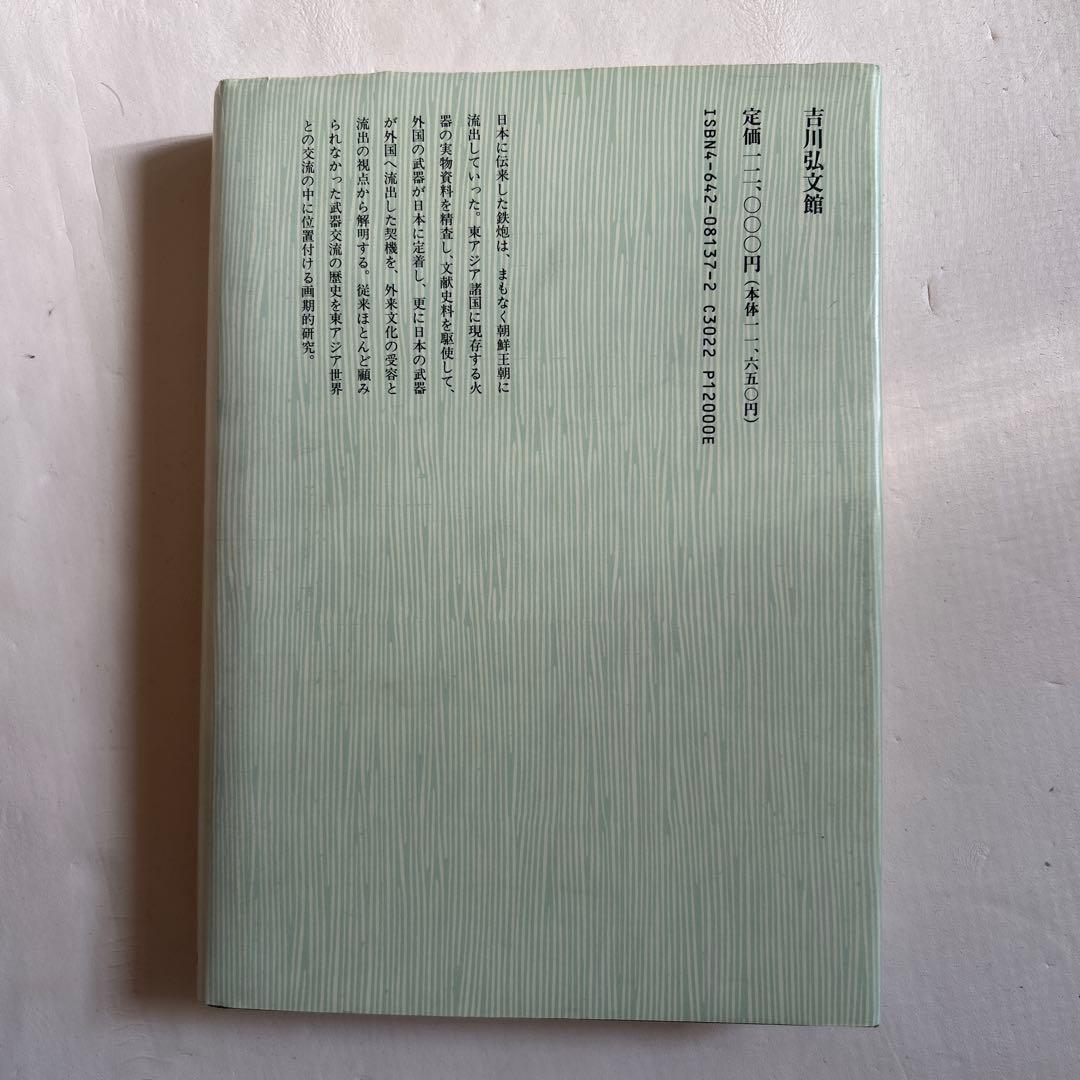 吉川弘文館
定価一二、〇〇〇円（本体一一、六五〇円）
ISBN4-642-08137-2 C3022 P12000E
日本に伝来した鉄炮は、まもなく朝鮮王朝に
流出していった。東アジア諸国に現存する火
器の実物資料を精査し、文献史料を駆使して、
外国の武器が日本に定着し、更に日本の武器
が外国へ流出した契機を、外来文化の受容と
流出の視点から解明する。従来ほとんど顧み
られなかった武器交流の歴史を東アジア世界
との交流の中に位置付ける画期的研究。